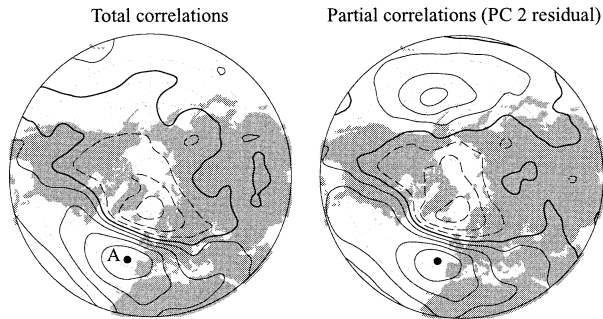 Total correlations
Partial correlations (PC 2 residual)
A